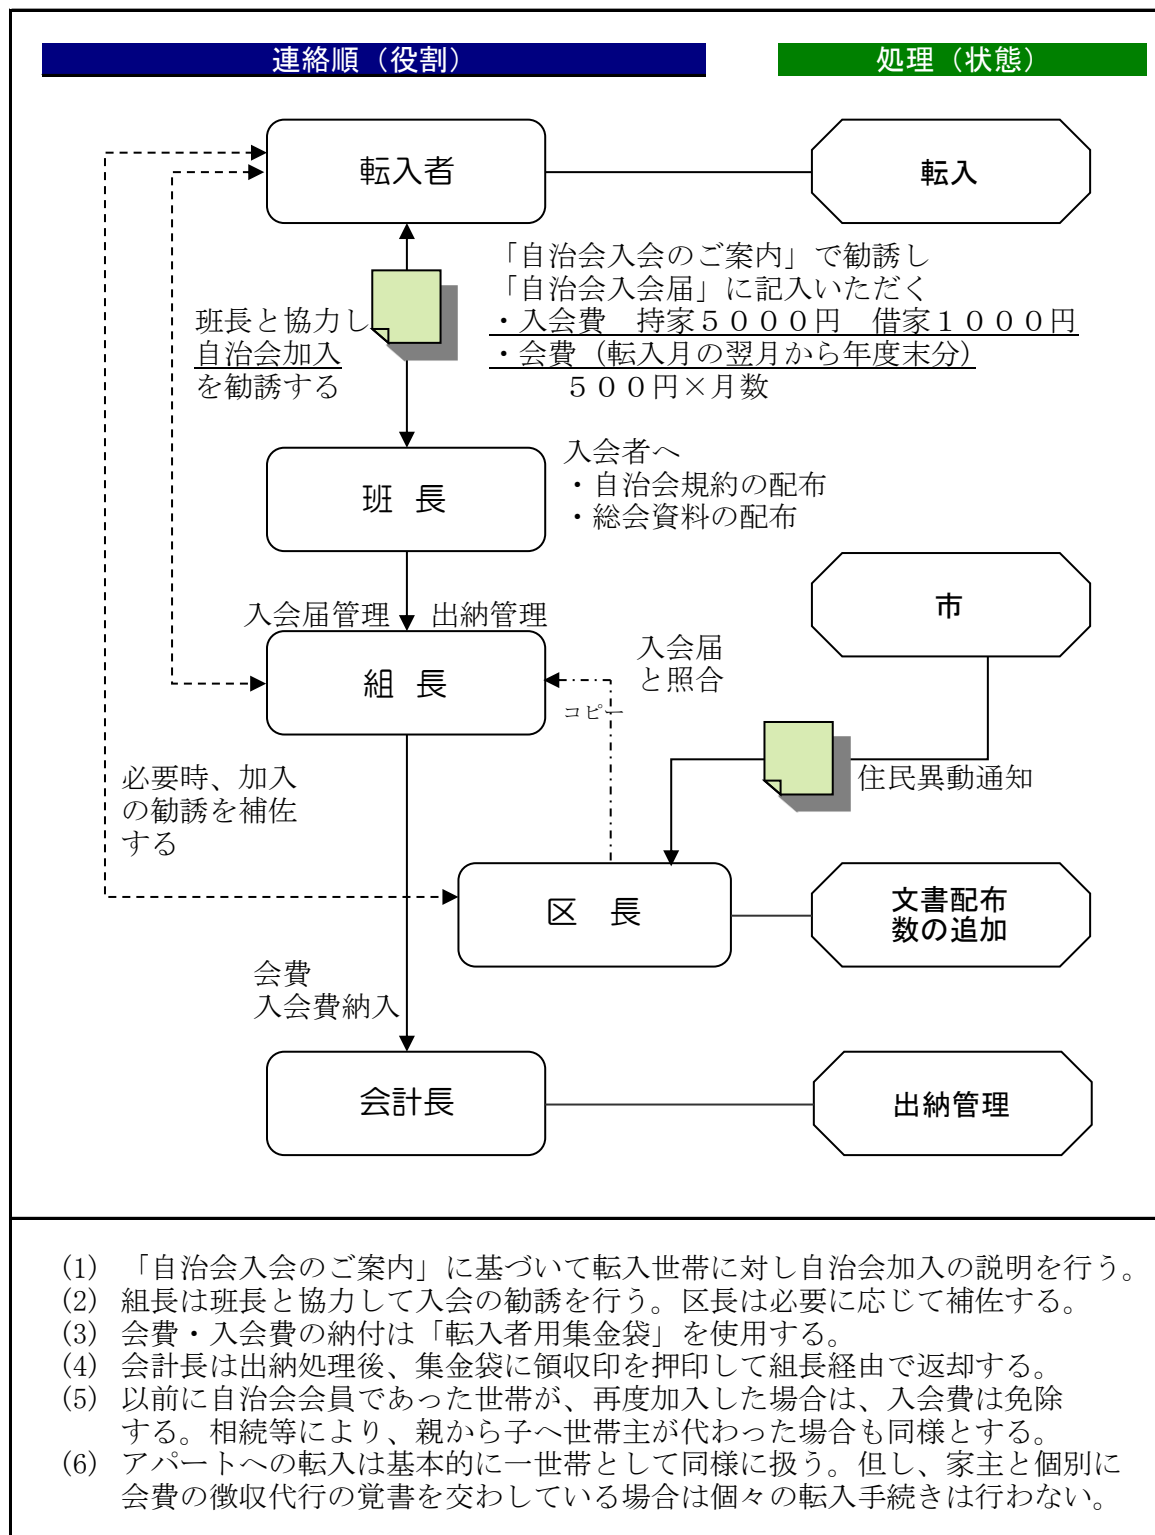 連絡順（役割）
処理（状態）
転入者
転入
「自治会入会のご案内」で勧誘し
「自治会入会届」に記入いただく
・入会費　持家５０００円　借家１０００円
・会費（転入月の翌月から年度末分）
５００円×月数
班長と協力し
自治会加入
を勧誘する
班 長
入会者へ
・自治会規約の配布
・総会資料の配布
市
入会届管理
出納管理
組 長
入会届
と照合
コピー
住民異動通知
必要時、加入
の勧誘を補佐
する
区 長
文書配布
数の追加
会費
入会費納入
会計長
出納管理
(1) 「自治会入会のご案内」に基づいて転入世帯に対し自治会加入の説明を行う。
(2) 組長は班長と協力して入会の勧誘を行う。区長は必要に応じて補佐する。
(3) 会費・入会費の納付は「転入者用集金袋」を使用する。
(4) 会計長は出納処理後、集金袋に領収印を押印して組長経由で返却する。
(5) 以前に自治会会員であった世帯が、再度加入した場合は、入会費は免除
する。相続等により、親から子へ世帯主が代わった場合も同様とする。
(6) アパートへの転入は基本的に一世帯として同様に扱う。但し、家主と個別に
会費の徴収代行の覚書を交わしている場合は個々の転入手続きは行わない。